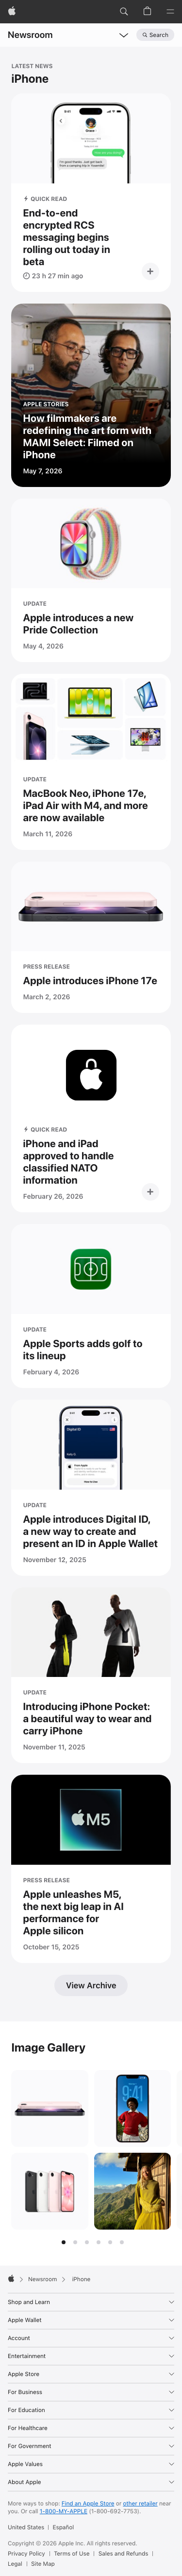 Newsroom
Search
LATEST NEWS
iPhone
QUICK READ
End-to-end
encrypted RCS
messaging begins
rolling out today in
beta
23 h 27 min ago
APPLE STORIES
How filmmakers are
redefining the art form with
MAMI Select: Filmed on
iPhone
May 7, 2026
UPDATE
Apple introduces a new
Pride Collection
May 4, 2026
UPDATE
MacBook Neo, iPhone 17e,
iPad Air with M4, and more
are now available
March 11, 2026
PRESS RELEASE
Apple introduces iPhone 17e
March 2, 2026
QUICK READ
iPhone and iPad
approved to handle
classified NATO
information
February 26, 2026
UPDATE
Apple Sports adds golf to
its lineup
February 4, 2026
Digital ID
UPDATE
Apple introduces Digital ID,
a new way to create and
present an ID in Apple Wallet
November 12, 2025
UPDATE
Introducing iPhone Pocket:
a beautiful way to wear and
carry iPhone
November 11, 2025
M5
PRESS RELEASE
Apple unleashes M5,
the next big leap in AI
performance for
Apple silicon
October 15, 2025
View Archive
Image Gallery
9:41
Newsroom
iPhone
Shop and Learn
Apple Wallet
Account
Entertainment
Apple Store
For Business
For Education
For Healthcare
For Government
Apple Values
About Apple
More ways to shop: Find an Apple Store or other retailer near
you. Or call 1-800-MY-APPLE (1-800-692-7753).
United States | Español
Copyright © 2026 Apple Inc. All rights reserved.
Privacy Policy | Terms of Use | Sales and Refunds |
Legal | Site Map